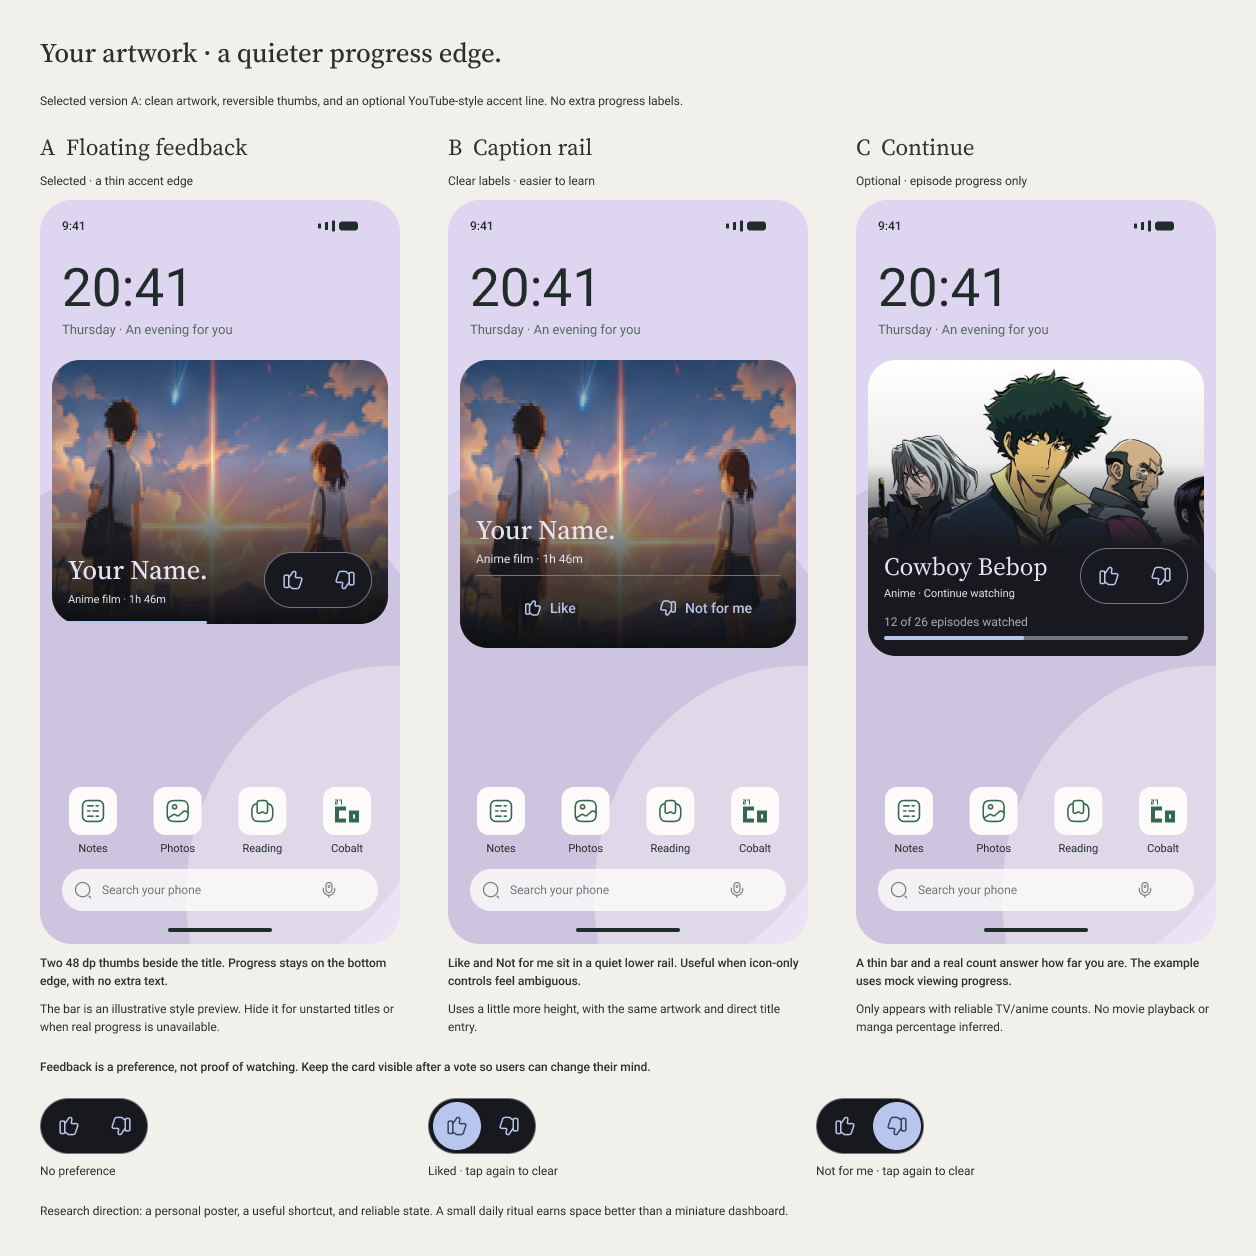 Your artwork · a quieter progress edge.
Selected version A: clean artwork, reversible thumbs, and an optional YouTube-style accent line. No extra progress labels.
A Floating feedback
Selected · a thin accent edge
9:41
20:41
Thursday · An evening for you
Your Name.
Anime film · 1h 46m
Notes
Photos
Reading
Cobalt
Search your phone
Two 48 dp thumbs beside the title. Progress stays on the bottom
edge, with no extra text.
The bar is an illustrative style preview. Hide it for unstarted titles or
when real progress is unavailable.
B Caption rail
Clear labels · easier to learn
9:41
20:41
Thursday · An evening for you
Your Name.
Anime film · 1h 46m
Like
Not for me
Notes
Photos
Reading
Cobalt
Search your phone
Like and Not for me sit in a quiet lower rail. Useful when icon-only
controls feel ambiguous.
Uses a little more height, with the same artwork and direct title
entry.
C Continue
Optional · episode progress only
9:41
20:41
Thursday · An evening for you
Cowboy Bebop
Anime · Continue watching
12 of 26 episodes watched
Notes
Photos
Reading
Cobalt
Search your phone
A thin bar and a real count answer how far you are. The example
uses mock viewing progress.
Only appears with reliable TV/anime counts. No movie playback or
manga percentage inferred.
Feedback is a preference, not proof of watching. Keep the card visible after a vote so users can change their mind.
No preference
Liked · tap again to clear
Not for me · tap again to clear
Research direction: a personal poster, a useful shortcut, and reliable state. A small daily ritual earns space better than a miniature dashboard.